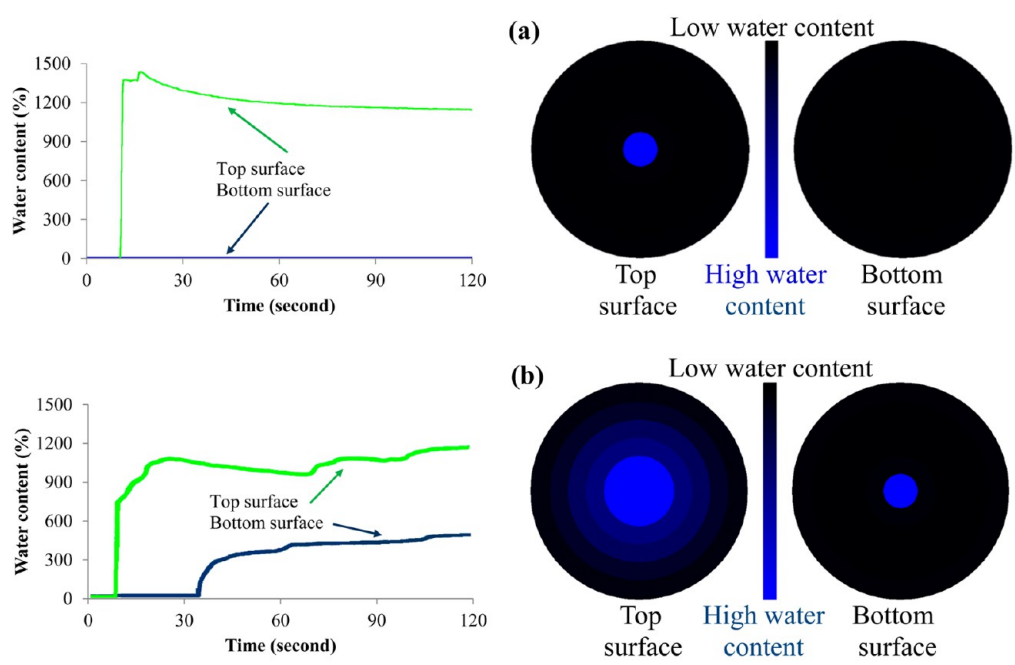 (a)
Low water content
1500
1200
900
600
300
0
Water content (%)
Top surface
Bottom surface
0 30 60 90 120
Time (second)
Top
surface
High water
content
Bottom
surface
(b)
Low water content
1500
1200
900
600
300
0
Water content (%)
Top surface
Bottom surface
0 30 60 90 120
Time (second)
Top
surface
High water
content
Bottom
surface